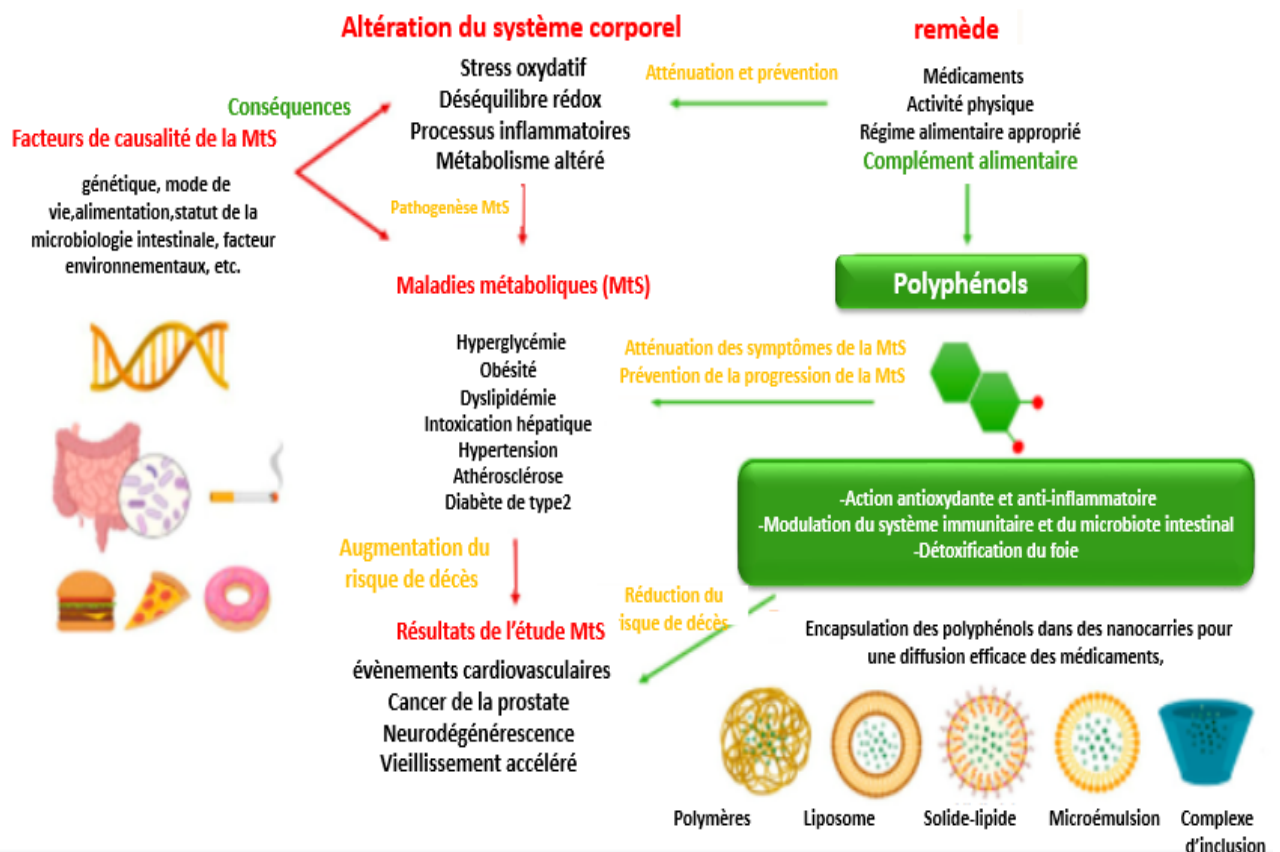 Altération du système corporel
Stress oxydatif
Déséquilibre rédox
Processus inflammatoires
Métabolisme altéré
Conséquences
Facteurs de causalité de la MtS
génétique, mode de
vie,alimentation,statut de la
microbiologie intestinale, facteur
environnementaux, etc.
Pathogenèse MtS
Atténuation et prévention
remède
Médicaments
Activité physique
Régime alimentaire approprié
Complément alimentaire
Polyphénols
Maladies métaboliques (MtS)
Hyperglycémie
Obésité
Dyslipidémie
Intoxication hépatique
Hypertension
Athérosclérose
Diabète de type2
Atténuation des symptômes de la MtS
Prévention de la progression de la MtS
-Action antioxydante et anti-inflammatoire
-Modulation du système immunitaire et du microbiote intestinal
-Détoxification du foie
Augmentation du
risque de décès
Réduction du
isque de décès
Résultats de l'étude MtS
évènements cardiovasculaires
Cancer de la prostate
Neurodégénérescence
Vieillissement accéléré
Encapsulation des polyphénols dans des nanocarries pour
une diffusion efficace des médicaments,
Polymères
Liposome
Solide-lipide
Microémulsion
Complexe
d'inclusion